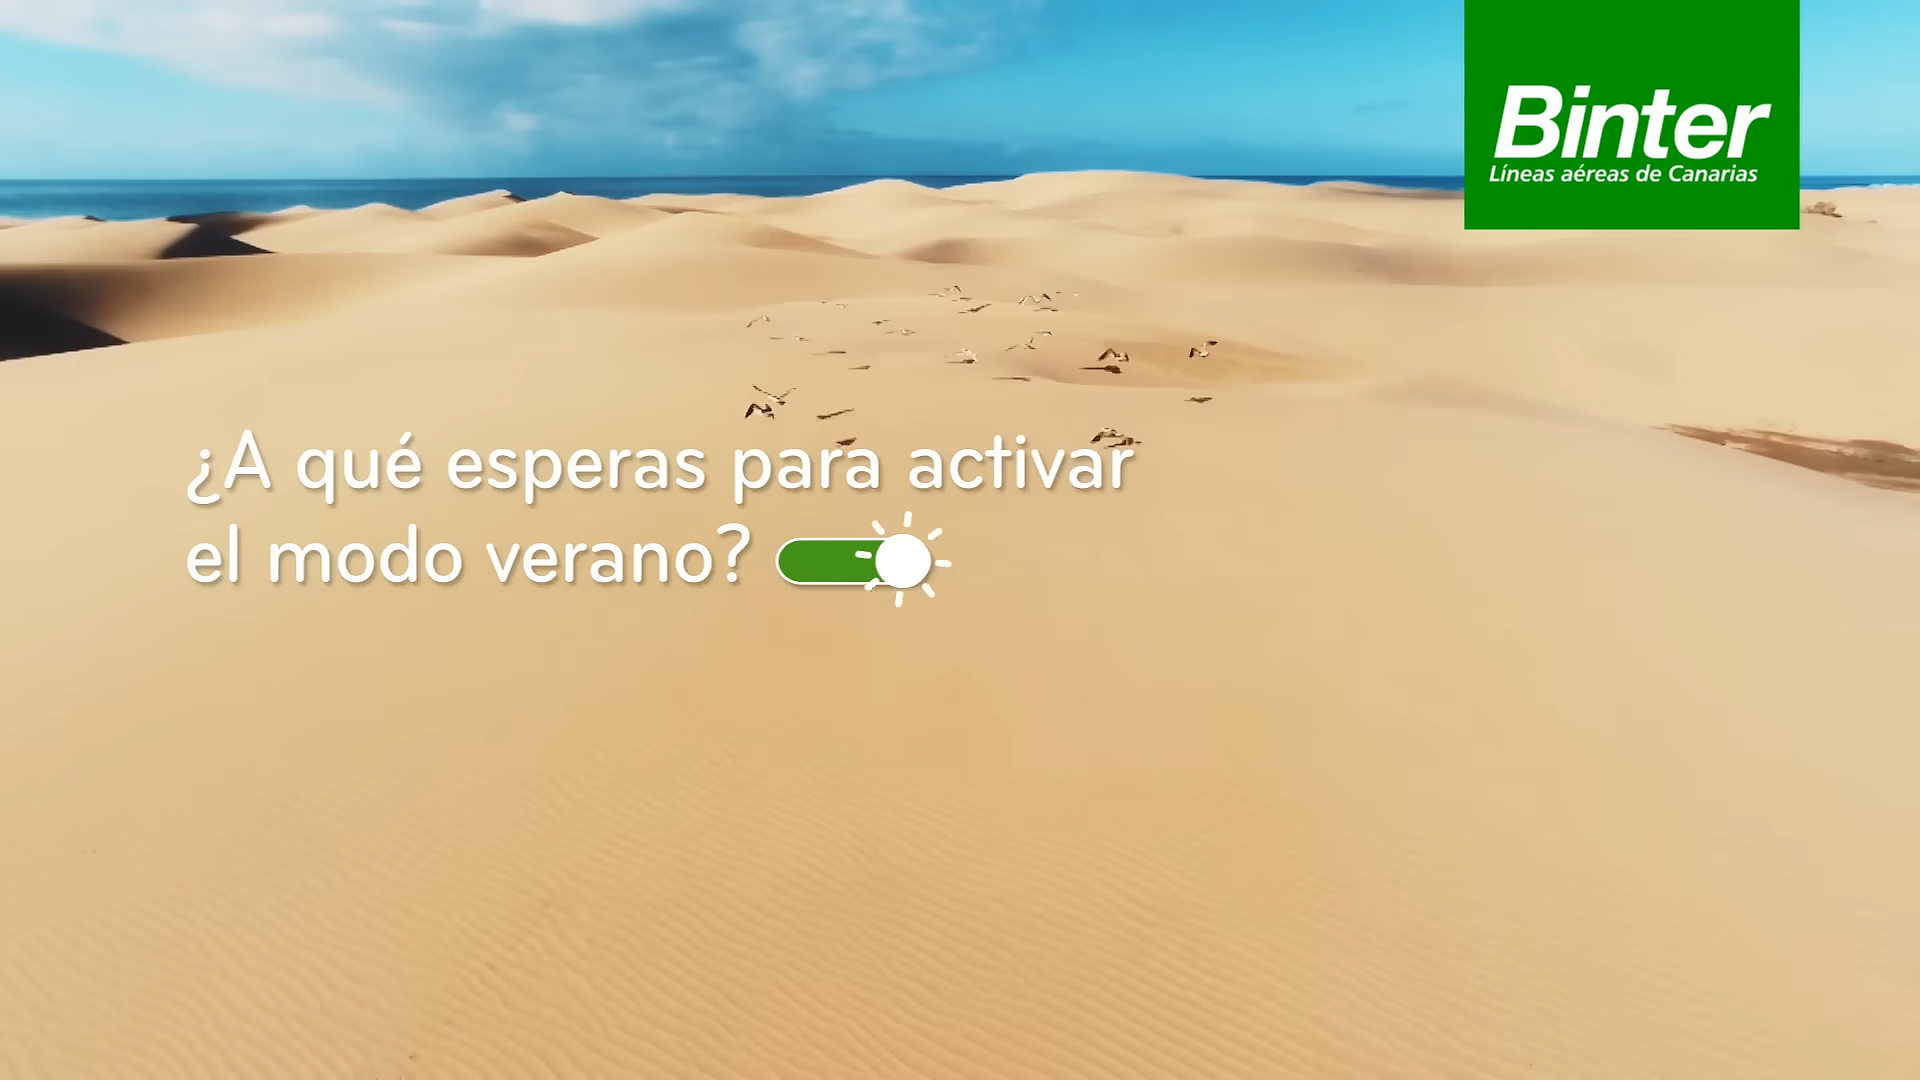 Binter
Líneas aéreas de Canarias
¿A qué esperas para activar
el modo verano?